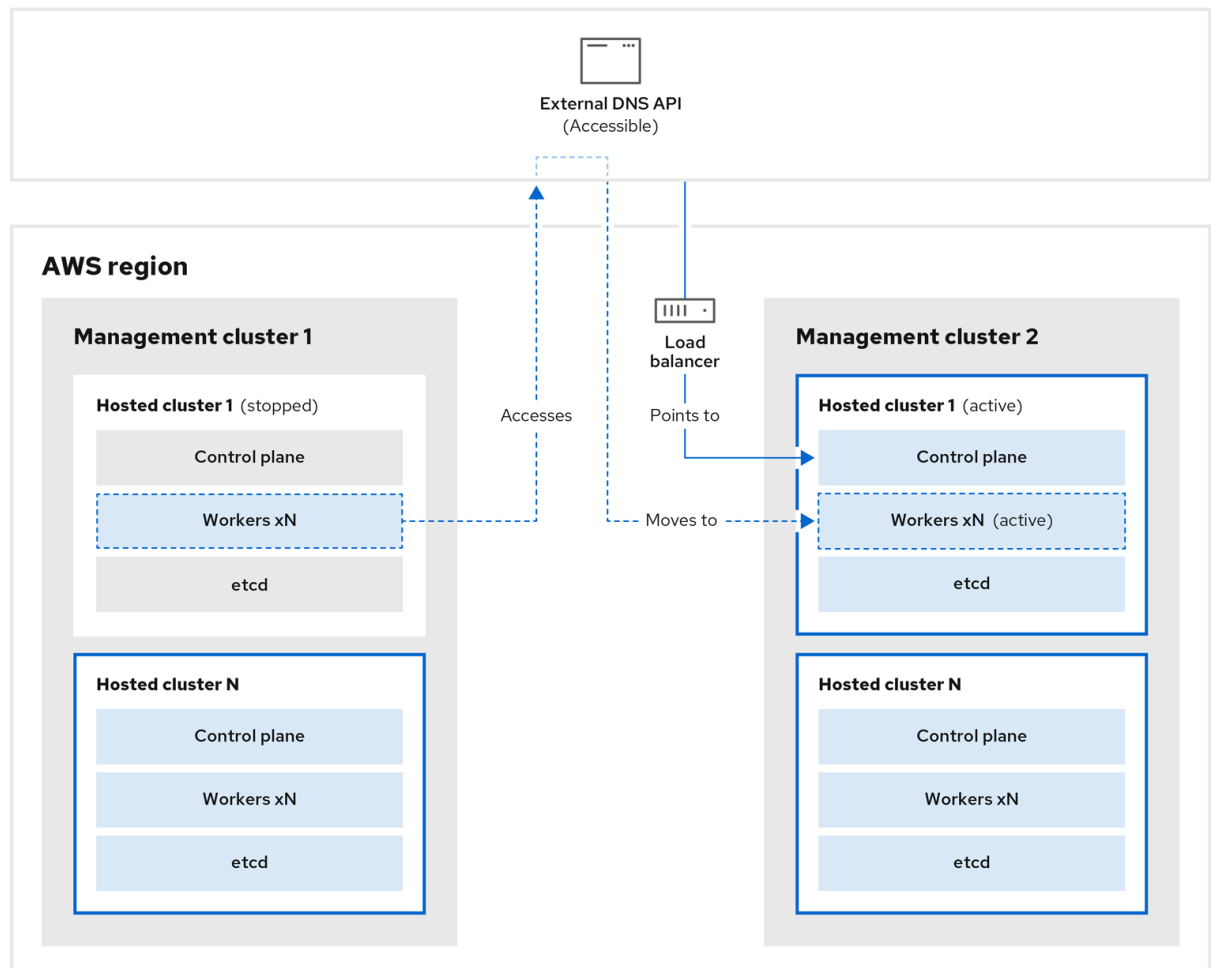 External DNS API
(Accessible)
AWS region
Management cluster 1
Hosted cluster 1 (stopped)
Control plane
Workers xN
etcd
Hosted cluster N
Control plane
Workers xN
etcd
Accesses
Load
balancer
Points to
Moves to
Management cluster 2
Hosted cluster 1 (active)
Control plane
Workers xN (active)
etcd
Hosted cluster N
Control plane
Workers xN
etcd